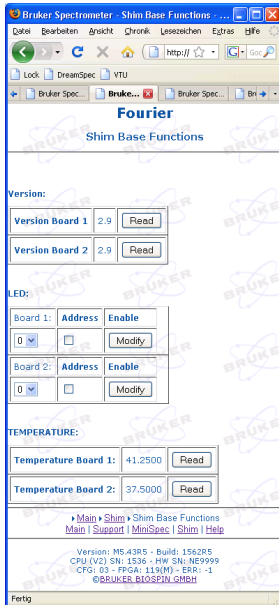 Bruker Spectrometer - Shim Base Functions - ...
Datei Bearbeiten Ansicht Chronik Lesezeichen Extras Hilfe
http:// Goo
Lock DreamSpec VTU
Bruker Spec... Bruke... Bruker Spec...
Fourier
Shim Base Functions
Version:
Version Board 1 2.9 Read
Version Board 2 2.9 Read
LED:
Board 1: Address Enable
0 Modify
Board 2: Address Enable
0 Modify
TEMPERATURE:
Temperature Board 1: 41.2500 Read
Temperature Board 2: 37.5000 Read
Main Shim Shim Base Functions
Main | Support | MiniSpec | Shim | Help
Version: M5.43R5 - Build: 1562R5
CPU (V2) SN: 1536 - HW SN: NE9999
CFG: 03 - FPGA: 119(M) - ERR: -1
©BRUKER BIOSPIN GMBH
Fertig